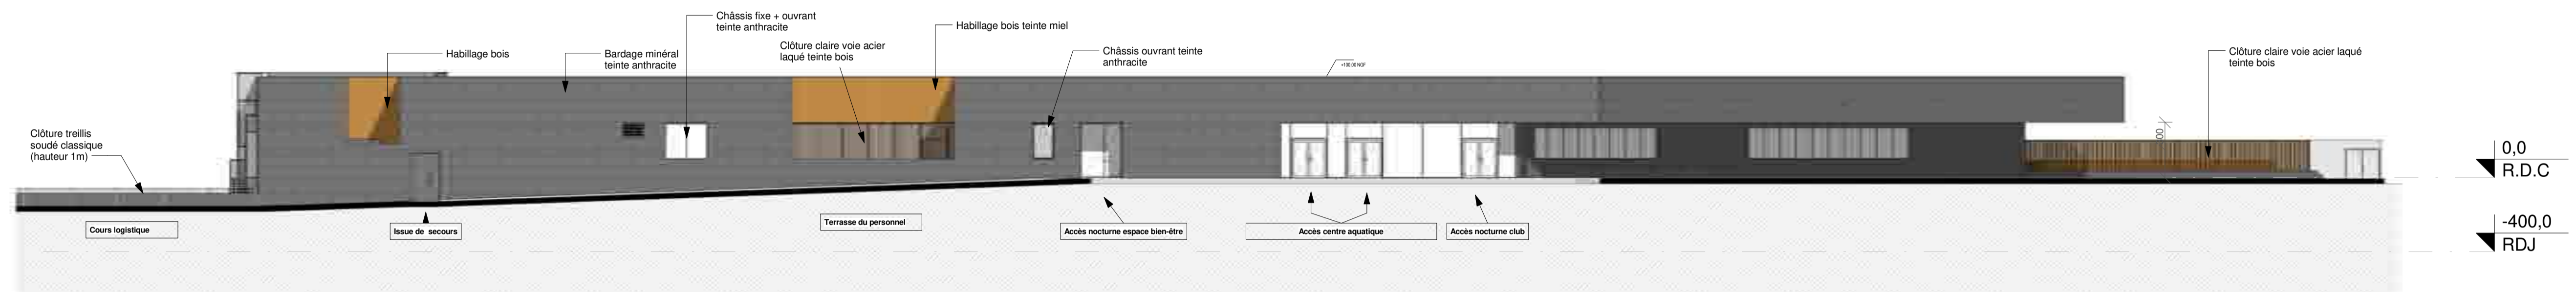 Châssis fixe + ouvrant
teinte anthracite
Habillage bois teinte miel
Clôture claire voie acier
laqué teinte bois
Habillage bois
Bardage minéral
teinte anthracite
Châssis ouvrant teinte
anthracite
+100,00 NGF
Clôture claire voie acier laqué
teinte bois
Clôture treillis
soudé classique
(hauteur 1m)
0,0
R.D.C
-400,0
RDJ
Cours logistique
Issue de secours
Terrasse du personnel
Accès nocturne espace bien-être
Accès centre aquatique
Accès nocturne club